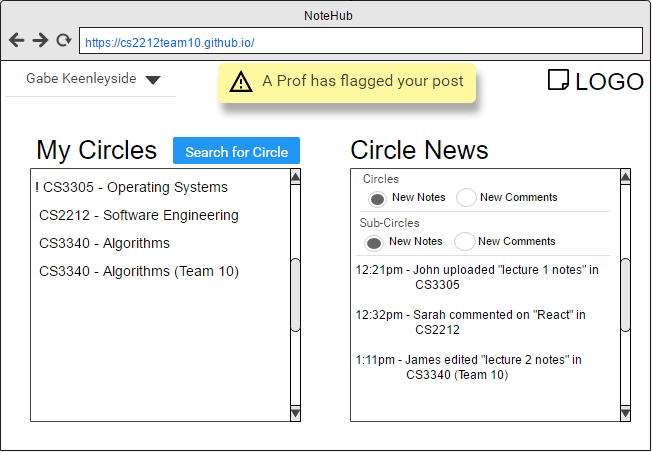 NoteHub
https://cs2212team10.github.io/
Gabe Keenleyside
A Prof has flagged your post
LOGO
My Circles
Search for Circle
! CS3305 - Operating Systems
CS2212 - Software Engineering
CS3340 - Algorithms
CS3340 - Algorithms (Team 10)
Circle News
Circles
New Notes New Comments
Sub-Circles
New Notes New Comments
12:21pm - John uploaded "lecture 1 notes" in
CS3305
12:32pm - Sarah commented on "React" in
CS2212
1:11pm - James edited "lecture 2 notes" in
CS3340 (Team 10)